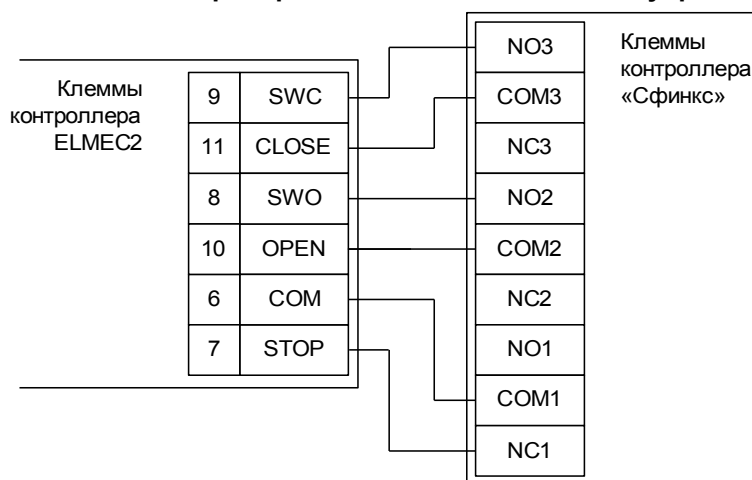 Клеммы
контроллера
ELMEC2
9 SWC
11 CLOSE
8 SWO
10 OPEN
6 COM
7 STOP
NO3
COM3
NC3
NO2
COM2
NC2
NO1
COM1
NC1
Клеммы
контроллера
«Сфинкс»